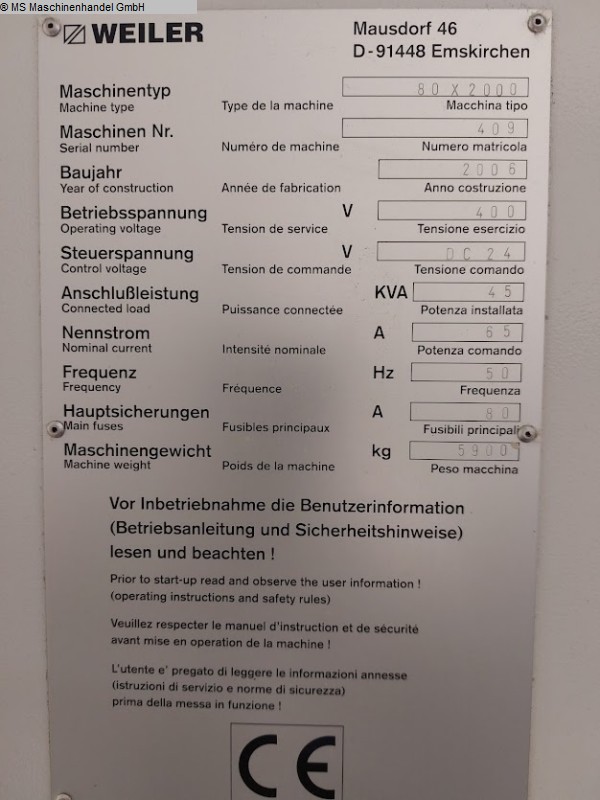 © MS Maschinenhandel GmbH
WEILER
Mausdorf 46
D-91448 Emskirchen
Maschinentyp 80 X 2000
Machine type Type de la machine Macchina tipo
Maschinen Nr. 409
Serial number Numéro de machine Numero matricola
Baujahr 2006
Year of construction Année de fabrication Anno costruzione
Betriebsspannung V 400
Operating voltage Tension de service Tensione esercizio
Steuerspannung V DC 24
Control voltage Tension de commande Tensione comando
Anschlußleistung KVA 45
Connected load Puissance connectée Potenza installata
Nennstrom A 65
Nominal current Intensité nominale Potenza comando
Frequenz Hz 50
Frequency Fréquence Frequenza
Hauptsicherungen A 80
Main fuses Fusibles principaux Fusibili principali
Maschinengewicht kg 5900
Machine weight Poids de la machine Peso macchina
Vor Inbetriebnahme die Benutzerinformation
(Betriebsanleitung und Sicherheitshinweise)
lesen und beachten !
Prior to start-up read and observe the user information !
(operating instructions and safety rules)
Veuillez respecter le manuel d'instruction et de sécurité
avant mise en operation de la machine !
L'utente e' pregato di leggere le informazioni annesse
(istruzioni di servizio e norme di sicurezza)
prima della messa in funzione !
CE